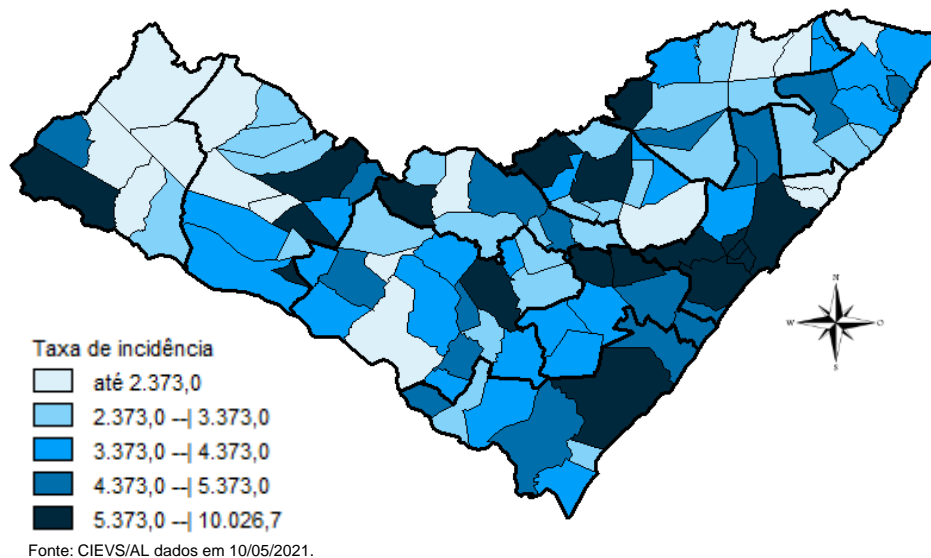 N
W
O
S
Taxa de incidência
até 2.373,0
2.373,0 --| 3.373,0
3.373,0 --| 4.373,0
4.373,0 --| 5.373,0
5.373,0 --| 10.026,7
Fonte: CIEVS/AL dados em 10/05/2021.